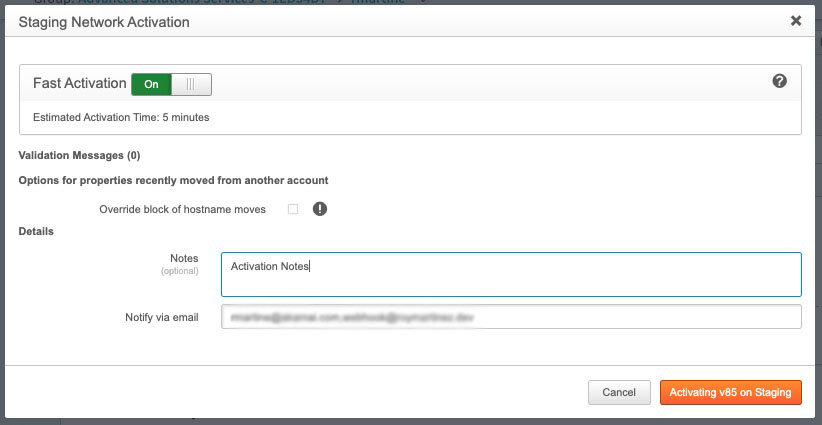 Staging Network Activation
Fast Activation On
Estimated Activation Time: 5 minutes
Validation Messages (0)
Options for properties recently moved from another account
Override block of hostname moves
Details
Notes
(optional)
Activation Notes
Notify via email
Cancel
Activating v85 on Staging